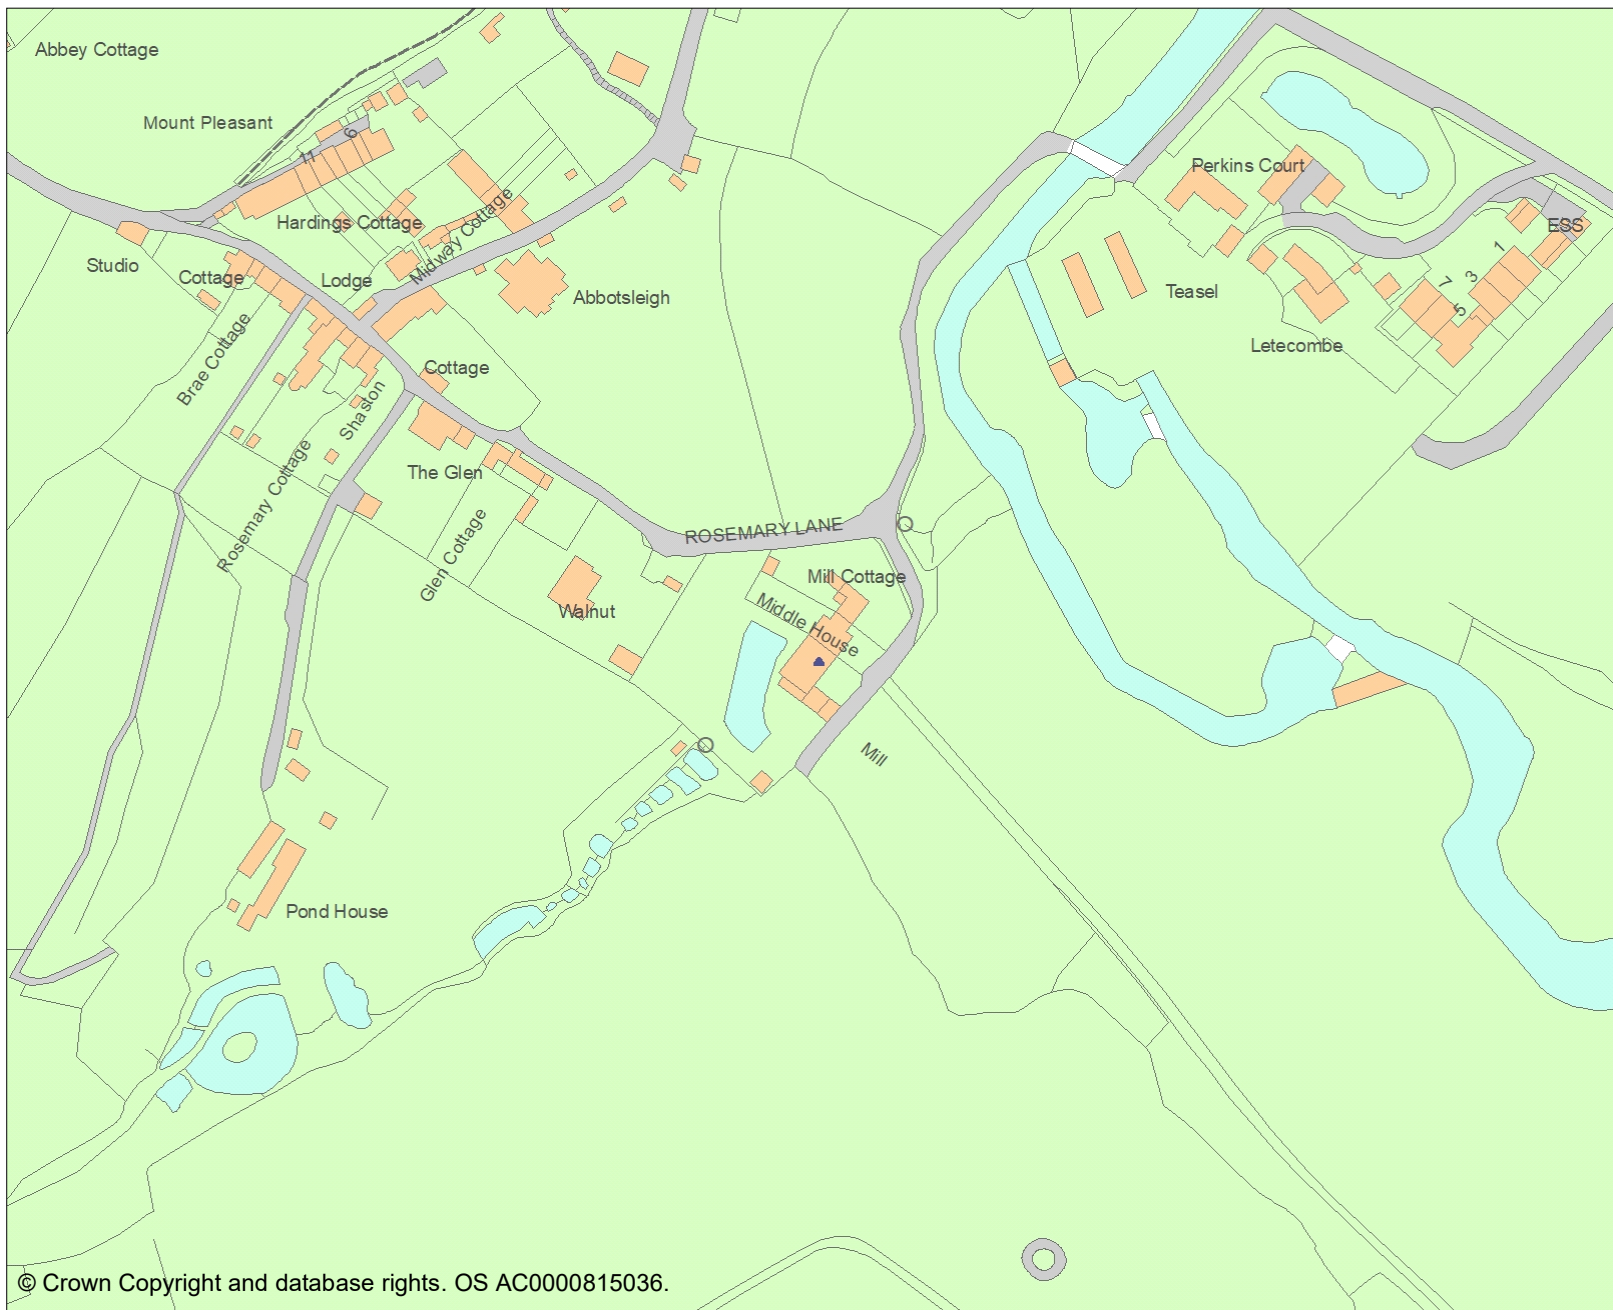 Abbey Cottage
Mount Pleasant
6
11
Hardings Cottage
Midway Cottage
Studio
Cottage
Lodge
Abbotsleigh
Brae Cottage
Cottage
Shaston
Rosemary Cottage
The Glen
Glen Cottage
Walnut
ROSEMARY LANE
Mill Cottage
Middle House
Mill
Pond House
Perkins Court
ESS
1
3
7
5
Teasel
Letecombe
© Crown Copyright and database rights. OS AC0000815036.